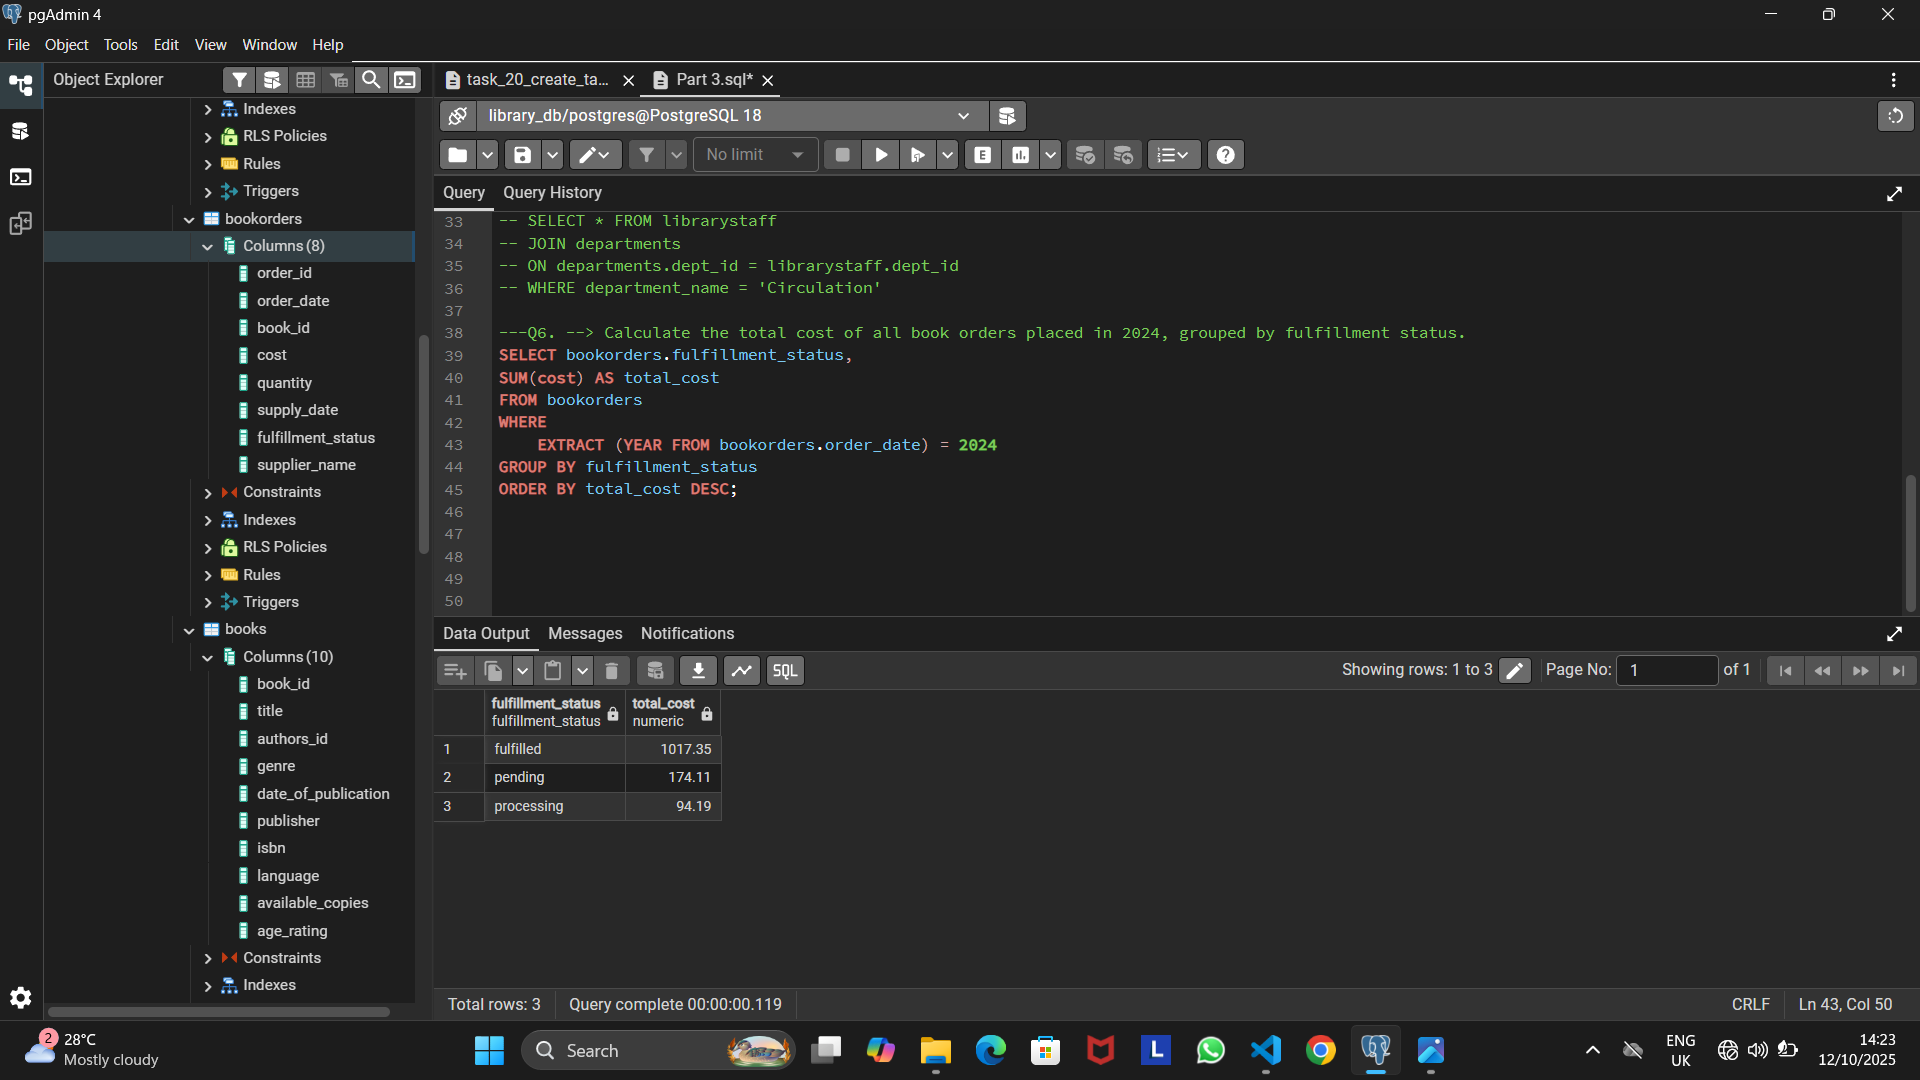 pgAdmin 4
File Object Tools Edit View Window Help
Object Explorer
Indexes
RLS Policies
Rules
Triggers
bookorders
Columns (8)
order_id
order_date
book_id
cost
quantity
supply_date
fulfillment_status
supplier_name
Constraints
Indexes
RLS Policies
Rules
Triggers
books
Columns (10)
book_id
title
authors_id
genre
date_of_publication
publisher
isbn
language
available_copies
age_rating
Constraints
Indexes
task_20_create_ta... Part 3.sql*
library_db/postgres@PostgreSQL 18
No limit
E
Query Query History
33 -- SELECT * FROM librarystaff
34 -- JOIN departments
35 -- ON departments.dept_id = librarystaff.dept_id
36 -- WHERE department_name = 'Circulation'
37
38 ---Q6. --> Calculate the total cost of all book orders placed in 2024, grouped by fulfillment status.
39 SELECT bookorders.fulfillment_status,
40 SUM(cost) AS total_cost
41 FROM bookorders
42 WHERE
43 EXTRACT (YEAR FROM bookorders.order_date) = 2024
44 GROUP BY fulfillment_status
45 ORDER BY total_cost DESC;
46
47
48
49
50
Data Output Messages Notifications
SQL Showing rows: 1 to 3 Page No: 1 of 1
fulfillment_status total_cost
fulfillment_status numeric
1 fulfilled 1017.35
2 pending 174.11
3 processing 94.19
Total rows: 3 Query complete 00:00:00.119 CRLF Ln 43, Col 50
2
28°C
Mostly cloudy
Search
L
ENG
UK
14:23
12/10/2025